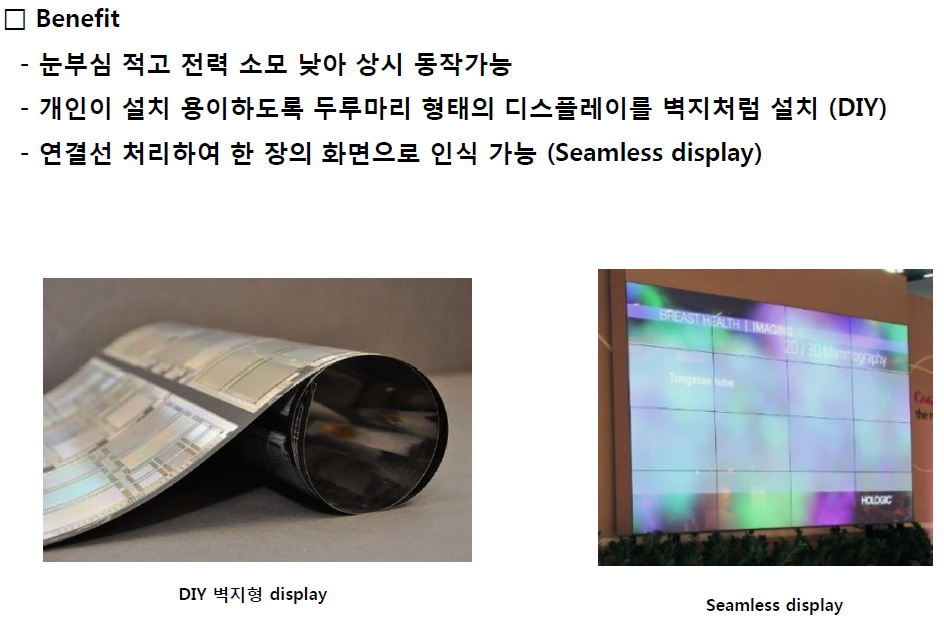 □ Benefit
- 눈부심 적고 전력 소모 낮아 상시 동작가능
- 개인이 설치 용이하도록 두루마리 형태의 디스플레이를 벽지처럼 설치 (DIY)
- 연결선 처리하여 한 장의 화면으로 인식 가능 (Seamless display)
BREAST HEALTH | IMAGING
2D / 3D Mammography
Tungsten tube
HOLOGIC
DIY 벽지형 display
Seamless display